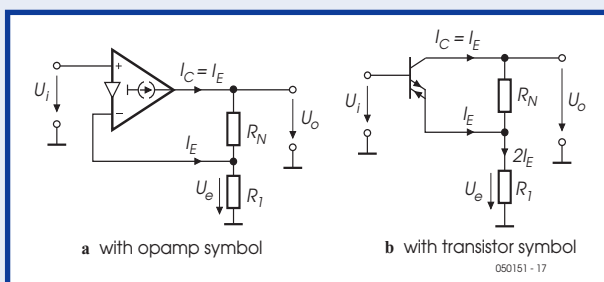 I_C = I_E
+
U_i
−
I_E
R_N
U_o
U_e
R_1
a with opamp symbol
I_C = I_E
U_i
R_N
U_o
I_E
2I_E
U_e
R_1
b with transistor symbol
050151 - 17